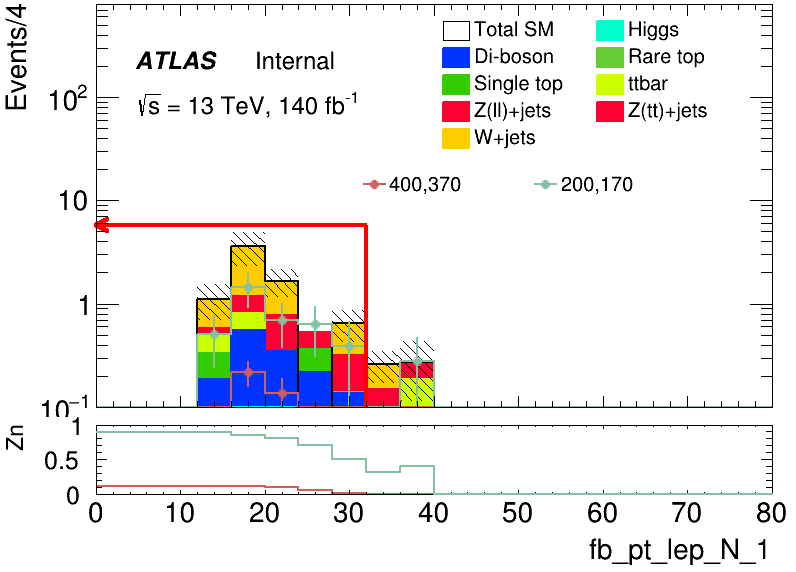 Events/4
ATLAS Internal
√s = 13 TeV, 140 fb⁻¹
Total SM
Higgs
Di-boson
Rare top
Single top
ttbar
Z(ll)+jets
Z(tt)+jets
W+jets
400,370
200,170
10²
10
1
10⁻¹
Zn
1
0.5
0
0 10 20 30 40 50 60 70 80
fb_pt_lep_N_1